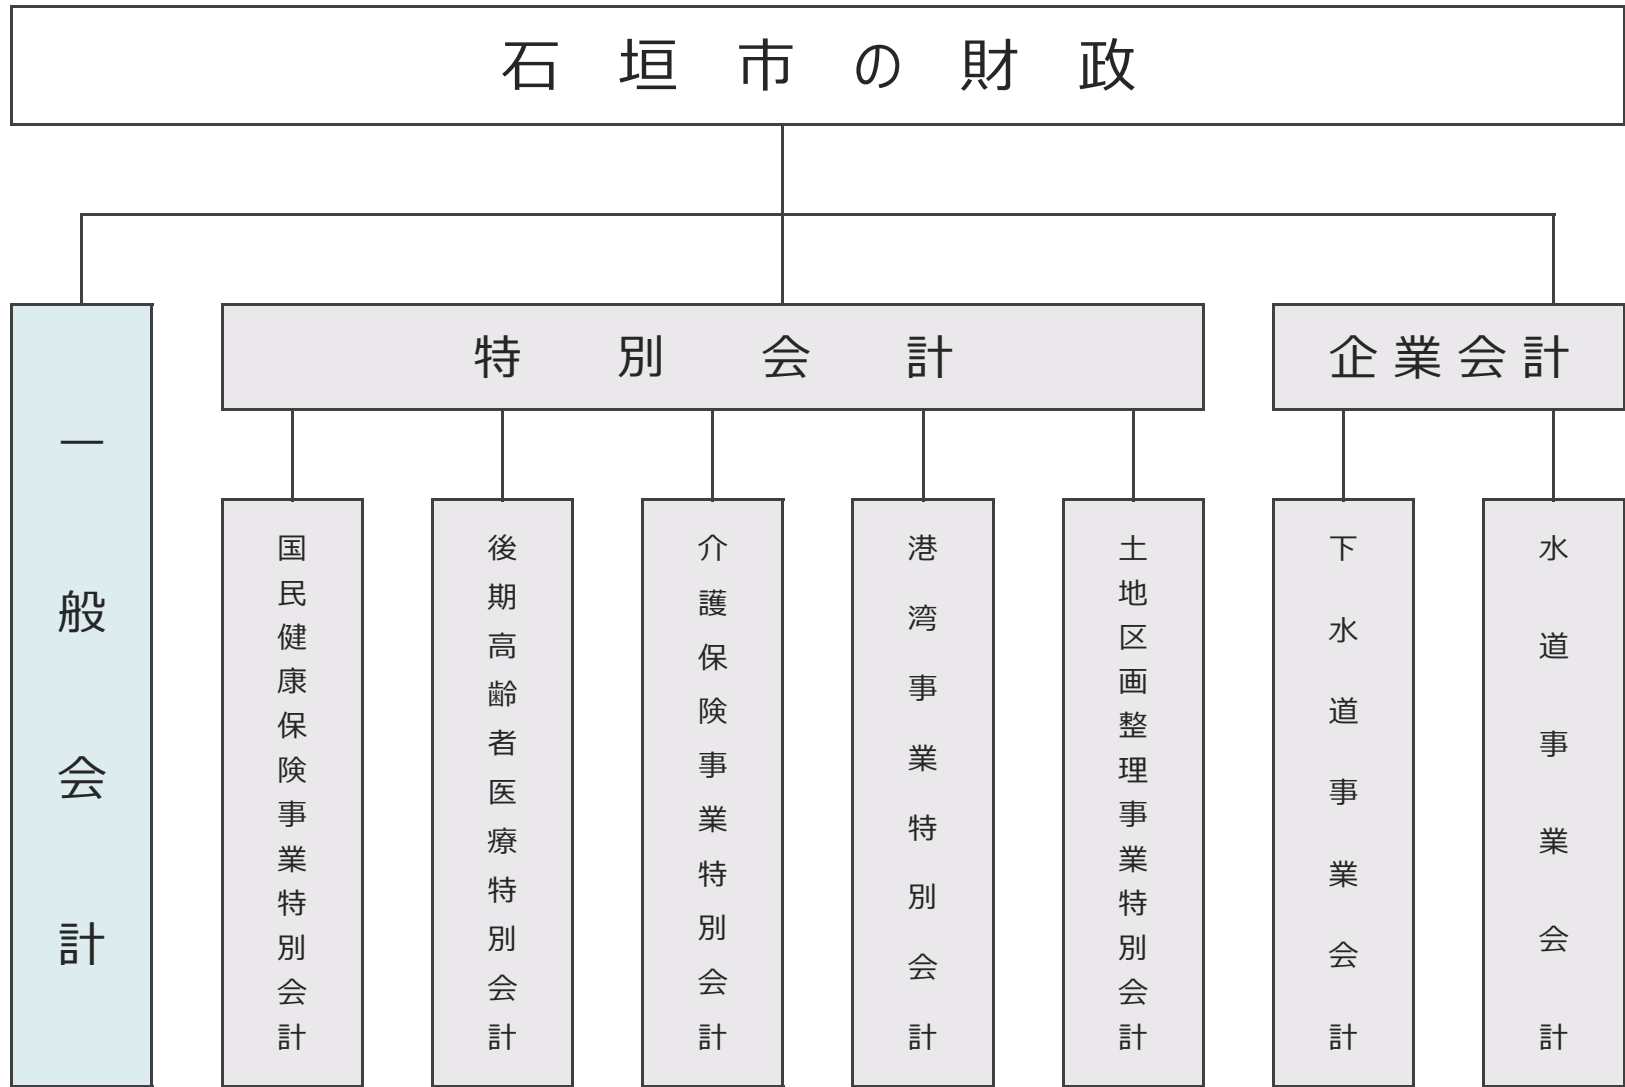 石垣市の財政
一般会計
特別会計
企業会計
国民健康保険事業特別会計
後期高齢者医療特別会計
介護保険事業特別会計
港湾事業特別会計
土地区画整理事業特別会計
下水道事業会計
水道事業会計